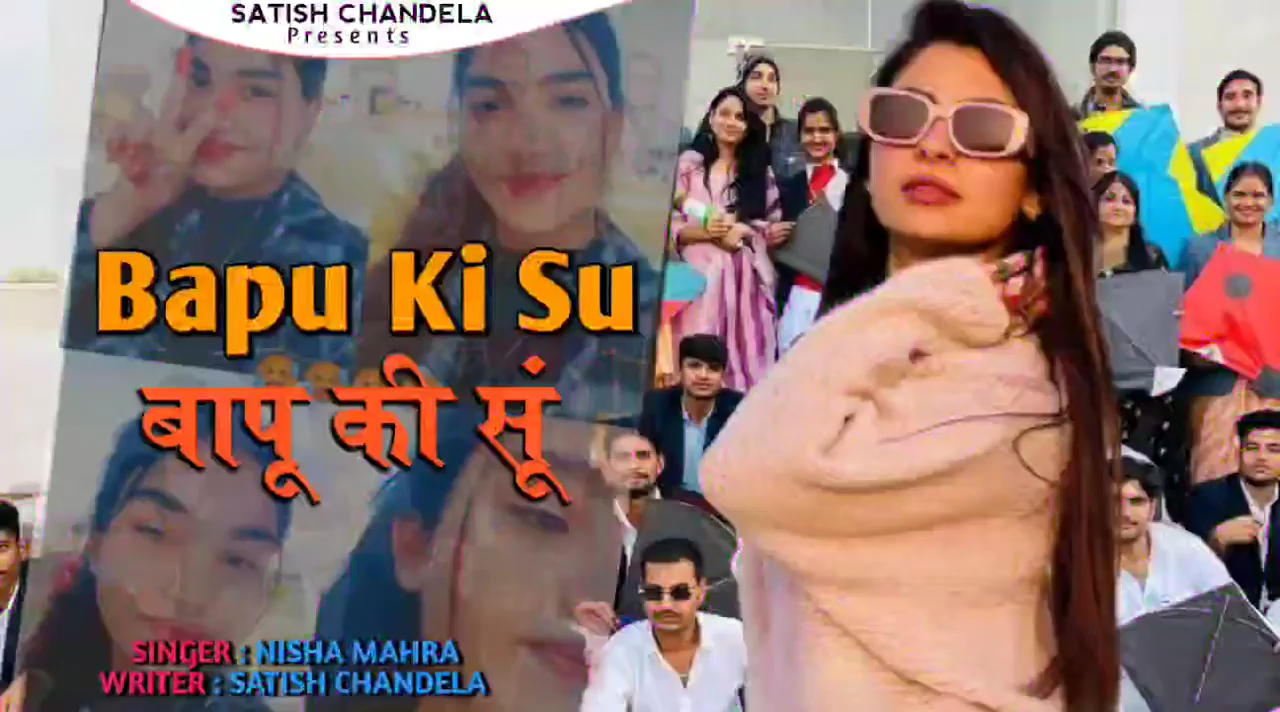 SATISH CHANDELA
Presents
Bapu Ki Su
बापू की सूं
SINGER : NISHA MAHRA
WRITER : SATISH CHANDELA